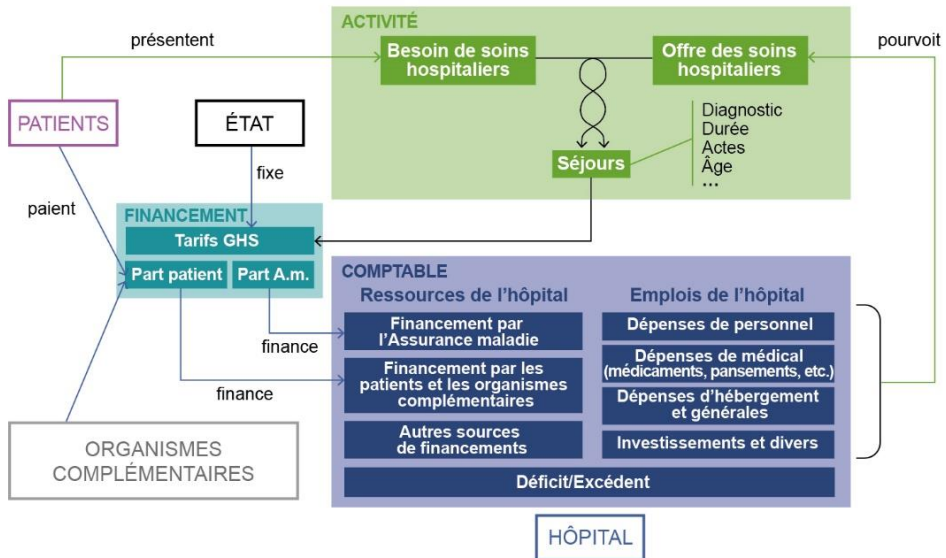 ACTIVITÉ
présentent
pourvoit
Besoin de soins
hospitaliers
Offre des soins
hospitaliers
PATIENTS
ÉTAT
Diagnostic
Durée
Actes
Âge
...
Séjours
fixe
paient
FINANCEMENT
Tarifs GHS
Part patient
Part A.m.
COMPTABLE
Ressources de l’hôpital
Emplois de l’hôpital
Financement par
l’Assurance maladie
Dépenses de personnel
finance
Dépenses de médical
(médicaments, pansements, etc.)
Financement par les
patients et les organismes
complémentaires
finance
Dépenses d’hébergement
et générales
Autres sources
de financements
Investissements et divers
ORGANISMES
COMPLÉMENTAIRES
Déficit/Excédent
HÔPITAL